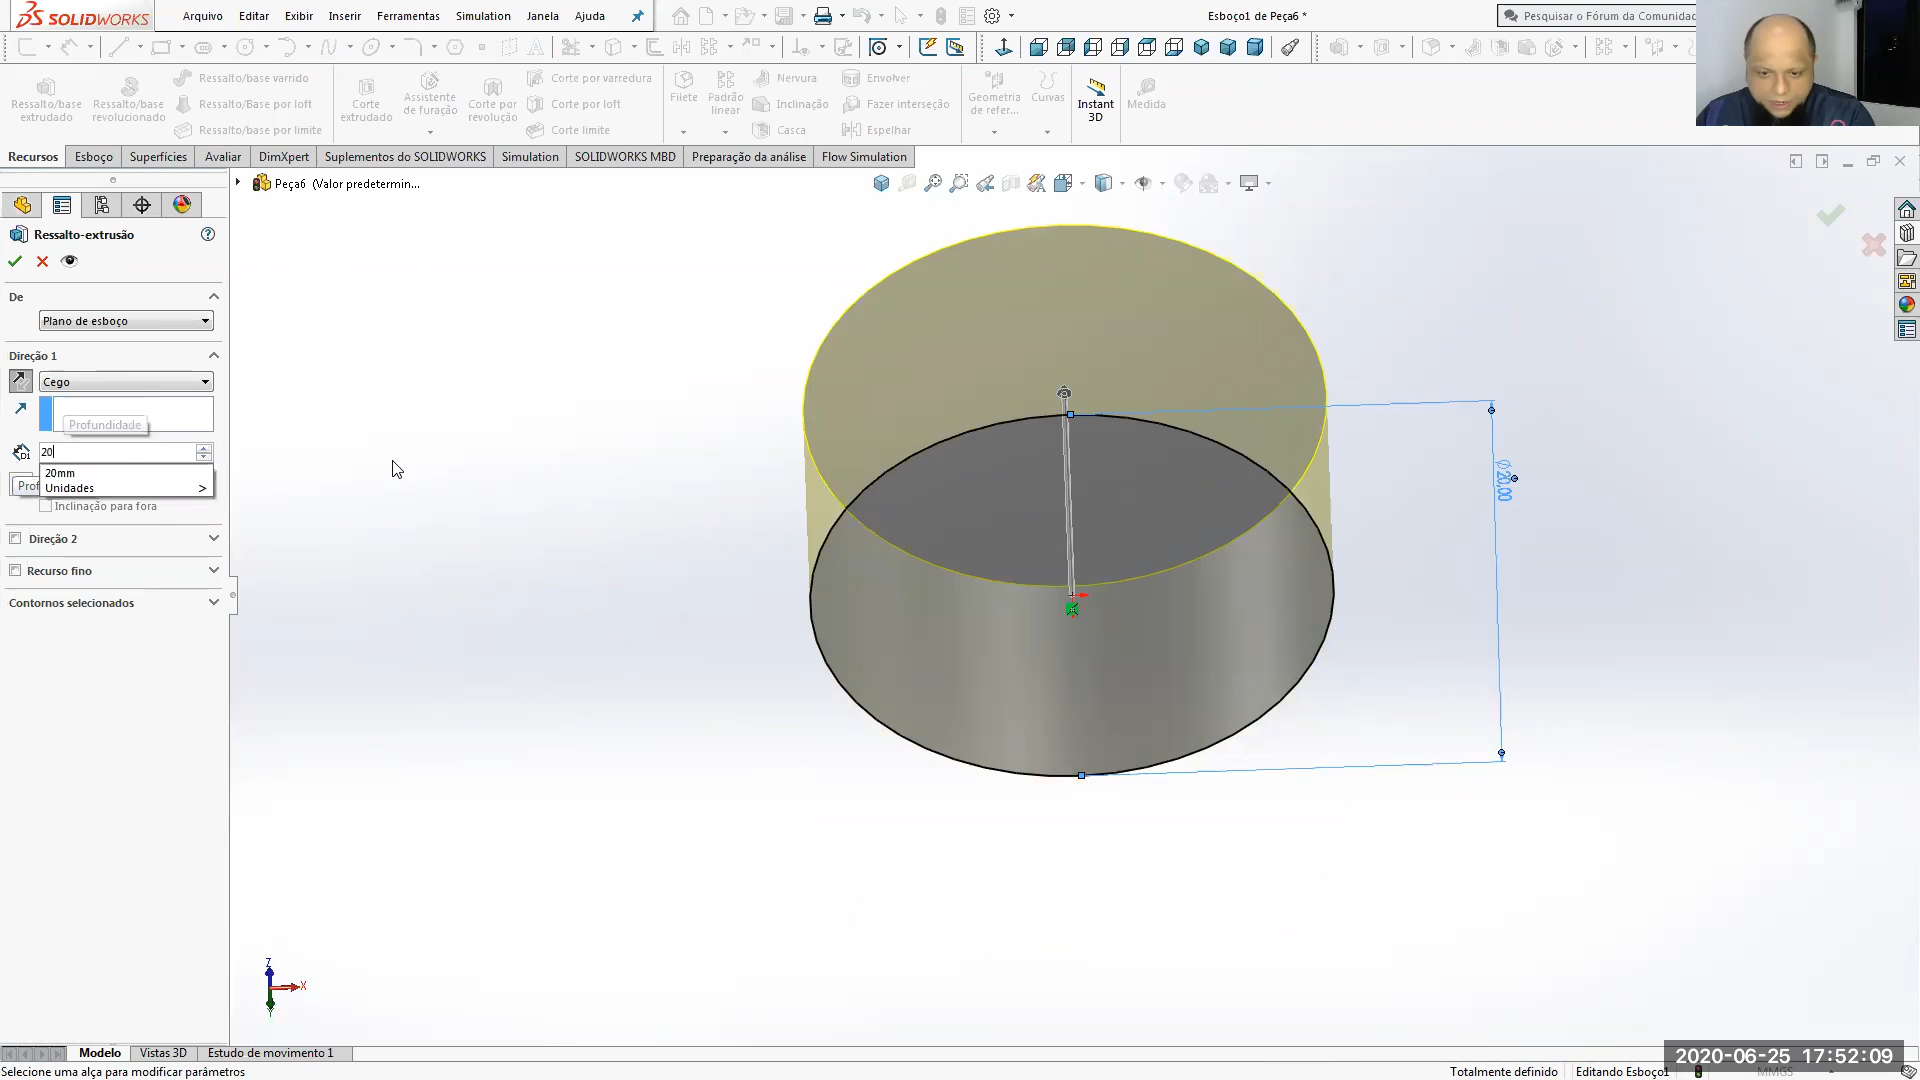 SOLIDWORKS
Arquivo Editar Exibir Inserir Ferramentas Simulation Janela Ajuda
Esboço1 de Peça6 *
Pesquisar o Fórum da Comunidad
Ressalto/base extrudado
Ressalto/base revolucionado
Ressalto/base varrido
Ressalto/Base por loft
Ressalto/base por limite
Corte extrudado
Assistente de furação
Corte por revolução
Corte por varredura
Corte por loft
Corte limite
Filete
Padrão linear
Nervura
Inclinação
Casca
Envolver
Fazer interseção
Espelhar
Geometria de refer...
Curvas
Instant 3D
Medida
Recursos Esboço Superfícies Avaliar DimXpert Suplementos do SOLIDWORKS Simulation SOLIDWORKS MBD Preparação da análise Flow Simulation
Peça6 (Valor predetermin...
Ressalto-extrusão
De
Plano de esboço
Direção 1
Cego
Profundidade
D1
20
20mm
Prof
Unidades >
Inclinação para fora
Direção 2
Recurso fino
Contornos selecionados
⌀20,00
Z
X
Modelo Vistas 3D Estudo de movimento 1
2020-06-25 17:52:09
Selecione uma alça para modificar parâmetros
Totalmente definido Editando Esboço1 MMGS